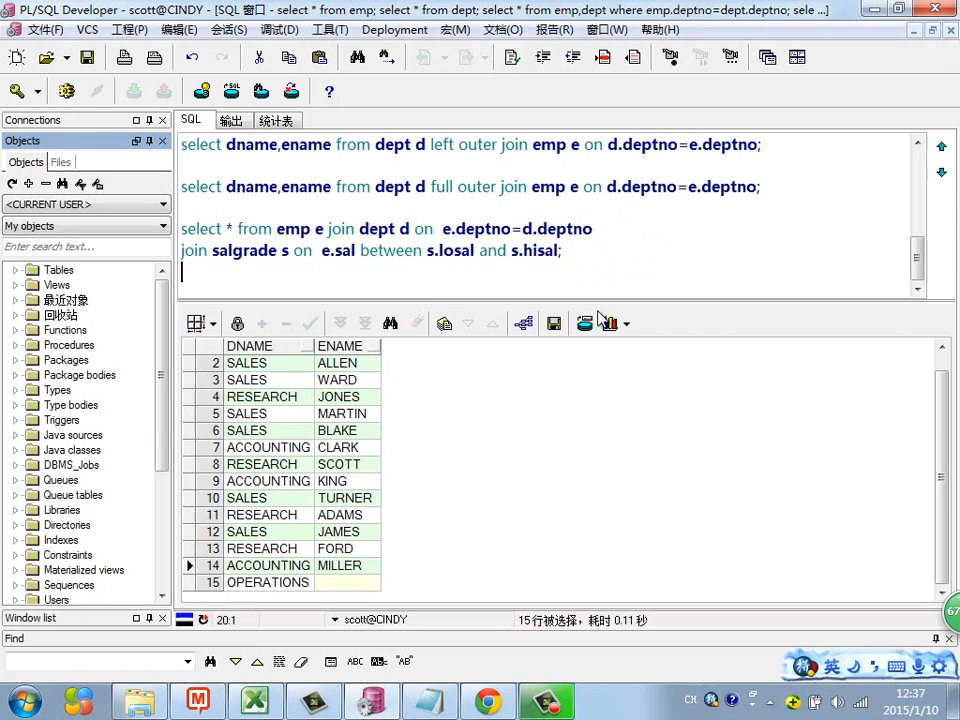 PL/SQL Developer - scott@CINDY - [SQL 窗口 - select * from emp; select * from dept; select * from emp,dept where emp.deptno=dept.deptno; sele ...]
文件(F) VCS 工程(P) 编辑(E) 会话(S) 调试(D) 工具(T) Deployment 宏(M) 文档(O) 报告(R) 窗口(W) 帮助(H)
Connections
Objects
Objects Files
<CURRENT USER>
My objects
Enter search text...
Tables
Views
最近对象
回收站
Functions
Procedures
Packages
Package bodies
Types
Type bodies
Triggers
Java sources
Java classes
DBMS_Jobs
Queues
Queue tables
Libraries
Directories
Indexes
Constraints
Materialized views
Sequences
Users
Window list
SQL 输出 统计表
select dname,ename from dept d left outer join emp e on d.deptno=e.deptno;
select dname,ename from dept d full outer join emp e on d.deptno=e.deptno;
select * from emp e join dept d on e.deptno=d.deptno
join salgrade s on e.sal between s.losal and s.hisal;
DNAME ENAME
2 SALES ALLEN
3 SALES WARD
4 RESEARCH JONES
5 SALES MARTIN
6 SALES BLAKE
7 ACCOUNTING CLARK
8 RESEARCH SCOTT
9 ACCOUNTING KING
10 SALES TURNER
11 RESEARCH ADAMS
12 SALES JAMES
13 RESEARCH FORD
14 ACCOUNTING MILLER
15 OPERATIONS
20:1 scott@CINDY 15行被选择，耗时 0.11 秒
Find
ABC "AB"
英
67
CH
12:37
2015/1/10